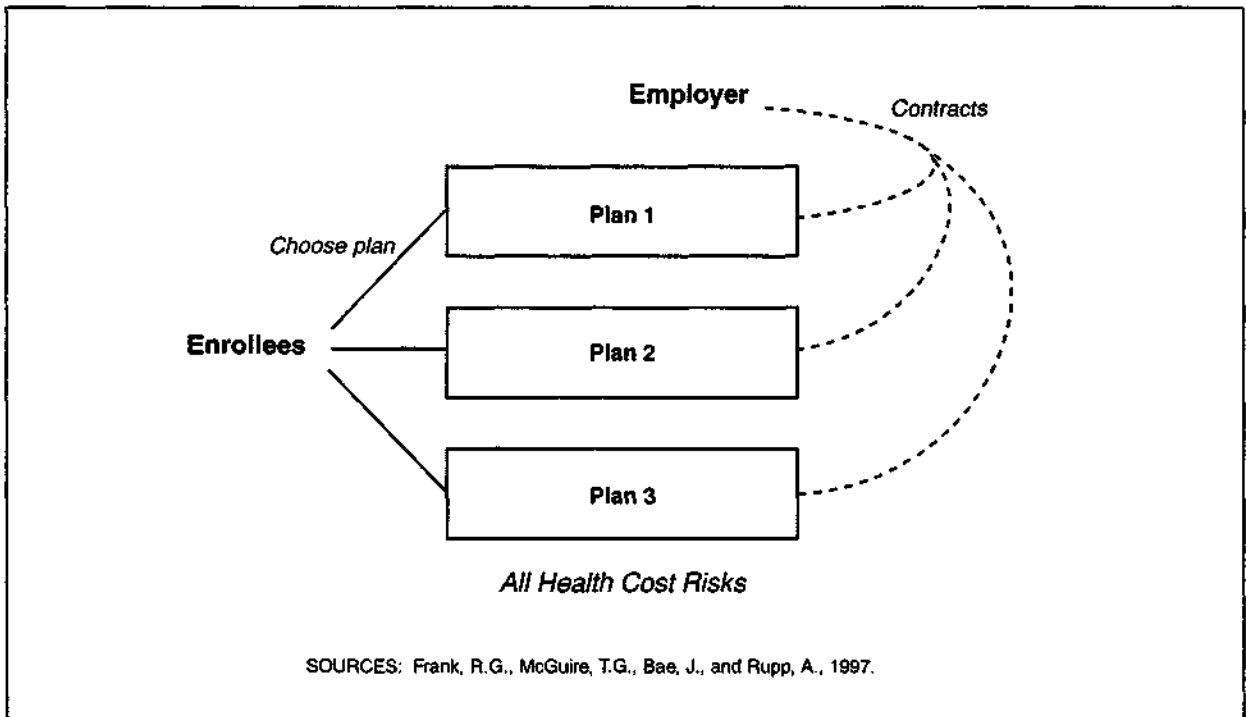 Employer
Contracts
Plan 1
Choose plan
Enrollees
Plan 2
Plan 3
All Health Cost Risks
SOURCES: Frank, R.G., McGuire, T.G., Bae, J., and Rupp, A., 1997.